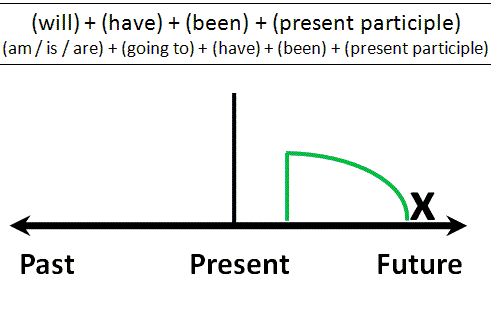 (will) + (have) + (been) + (present participle)
(am / is / are) + (going to) + (have) + (been) + (present participle)
X
Past Present Future